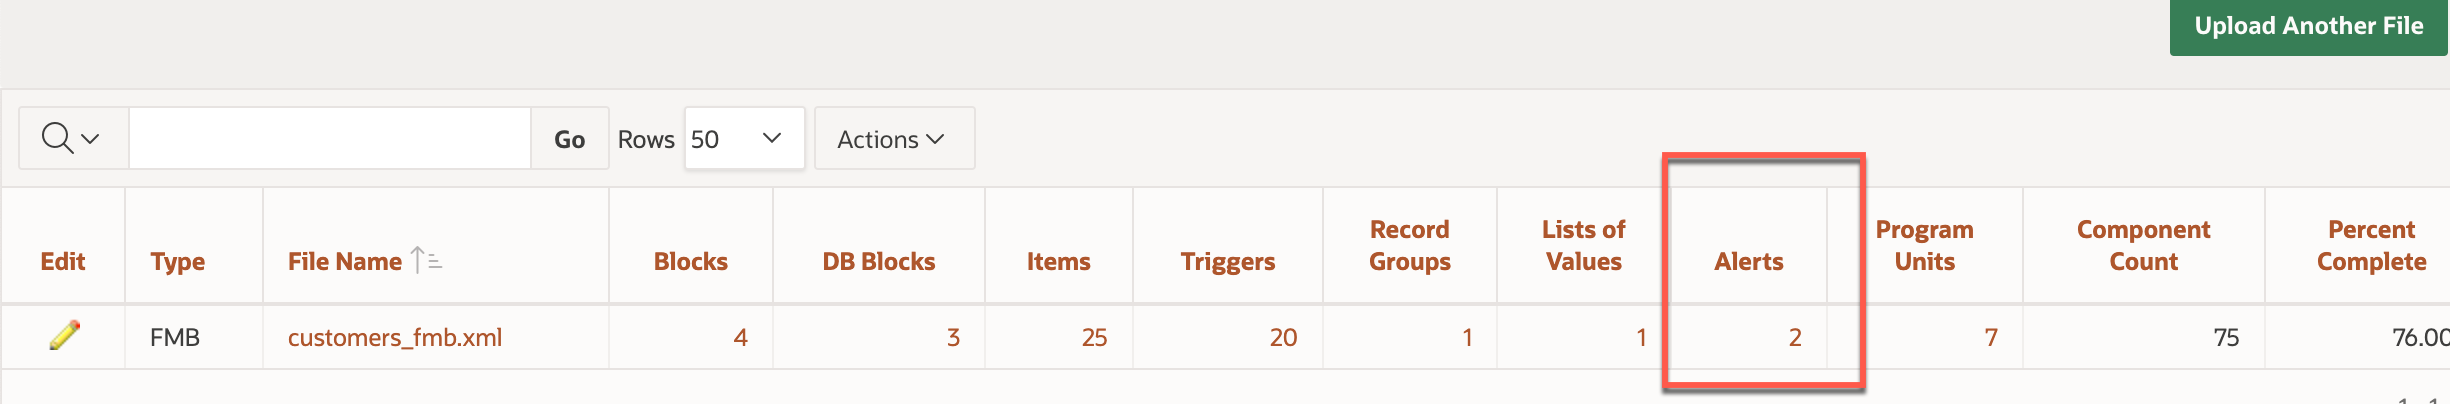 Upload Another File
Go Rows 50 Actions
Edit Type File Name Blocks DB Blocks Items Triggers Record Groups Lists of Values Alerts Program Units Component Count Percent Complete
FMB customers_fmb.xml 4 3 25 20 1 1 2 7 75 76.00